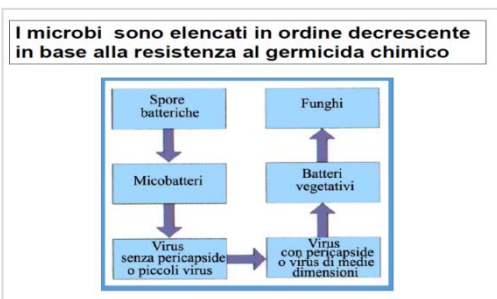 I microbi sono elencati in ordine decrescente
in base alla resistenza al germicida chimico
Spore
batteriche
Micobatteri
Virus
senza pericapside
o piccoli virus
Virus
con pericapside
o virus di medie
dimensioni
Batteri
vegetativi
Funghi